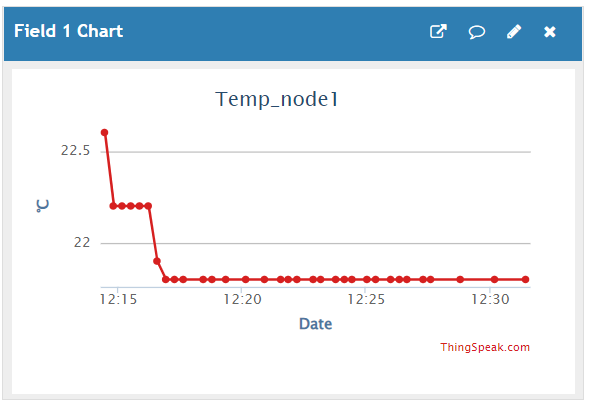 Field 1 Chart
Temp_node1
22.5
22
℃
12:15 12:20 12:25 12:30
Date
ThingSpeak.com